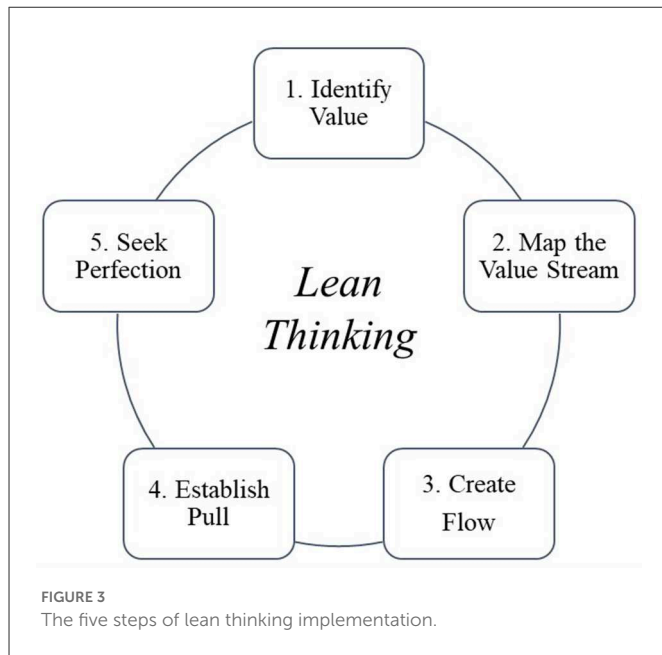 1. Identify
Value
2. Map the
Value Stream
3. Create
Flow
4. Establish
Pull
5. Seek
Perfection
Lean
Thinking
FIGURE 3
The five steps of lean thinking implementation.